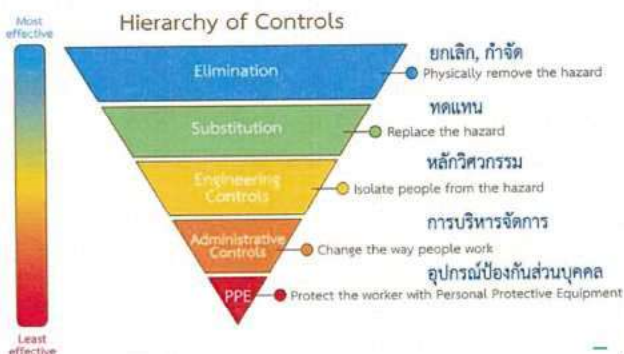 Most
effective
Hierarchy of Controls
Elimination
ยกเลิก, กำจัด
Physically remove the hazard
Substitution
ทดแทน
Replace the hazard
Engineering
Controls
หลักวิศวกรรม
Isolate people from the hazard
Administrative
Controls
การบริหารจัดการ
Change the way people work
PPE
อุปกรณ์ป้องกันส่วนบุคคล
Protect the worker with Personal Protective Equipment
Least
effective